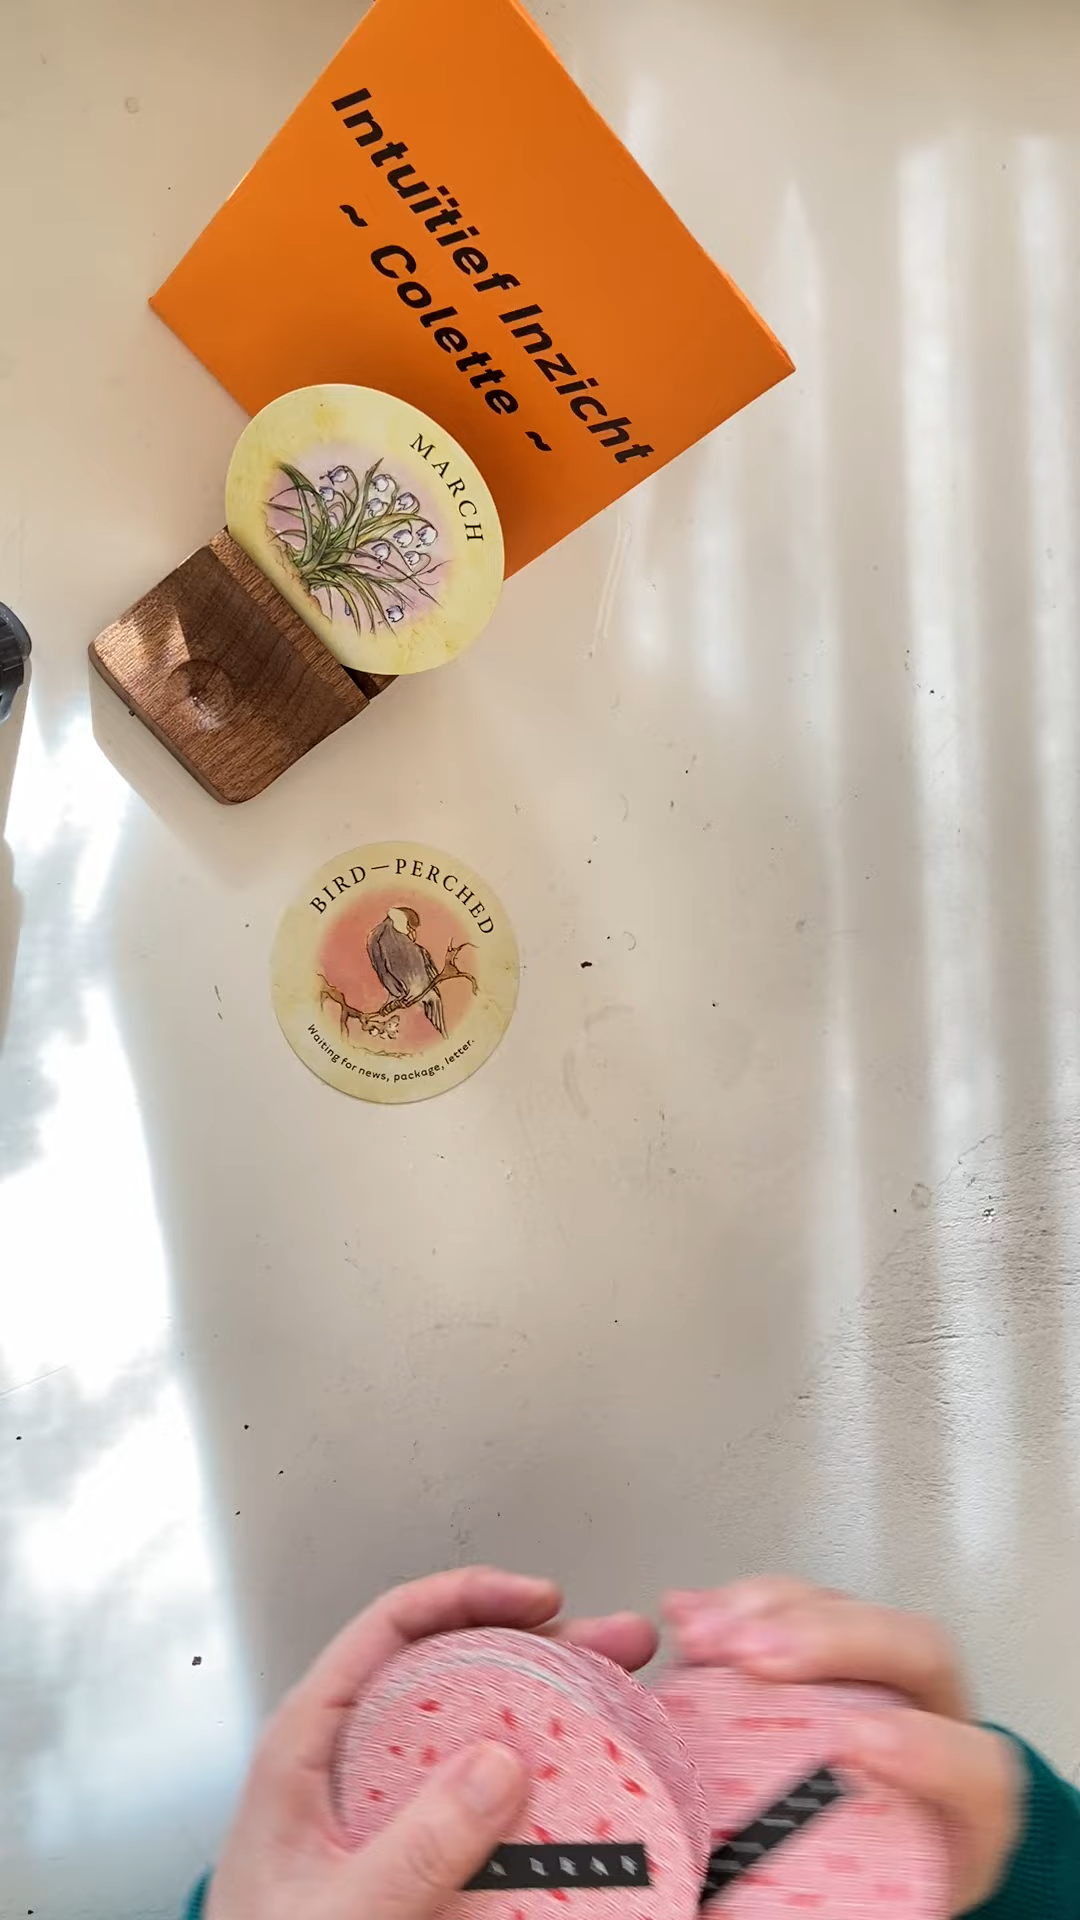 Intuïtief Inzicht
~ Colette ~
MARCH
BIRD—PERCHED
Waiting for news, package, letter.